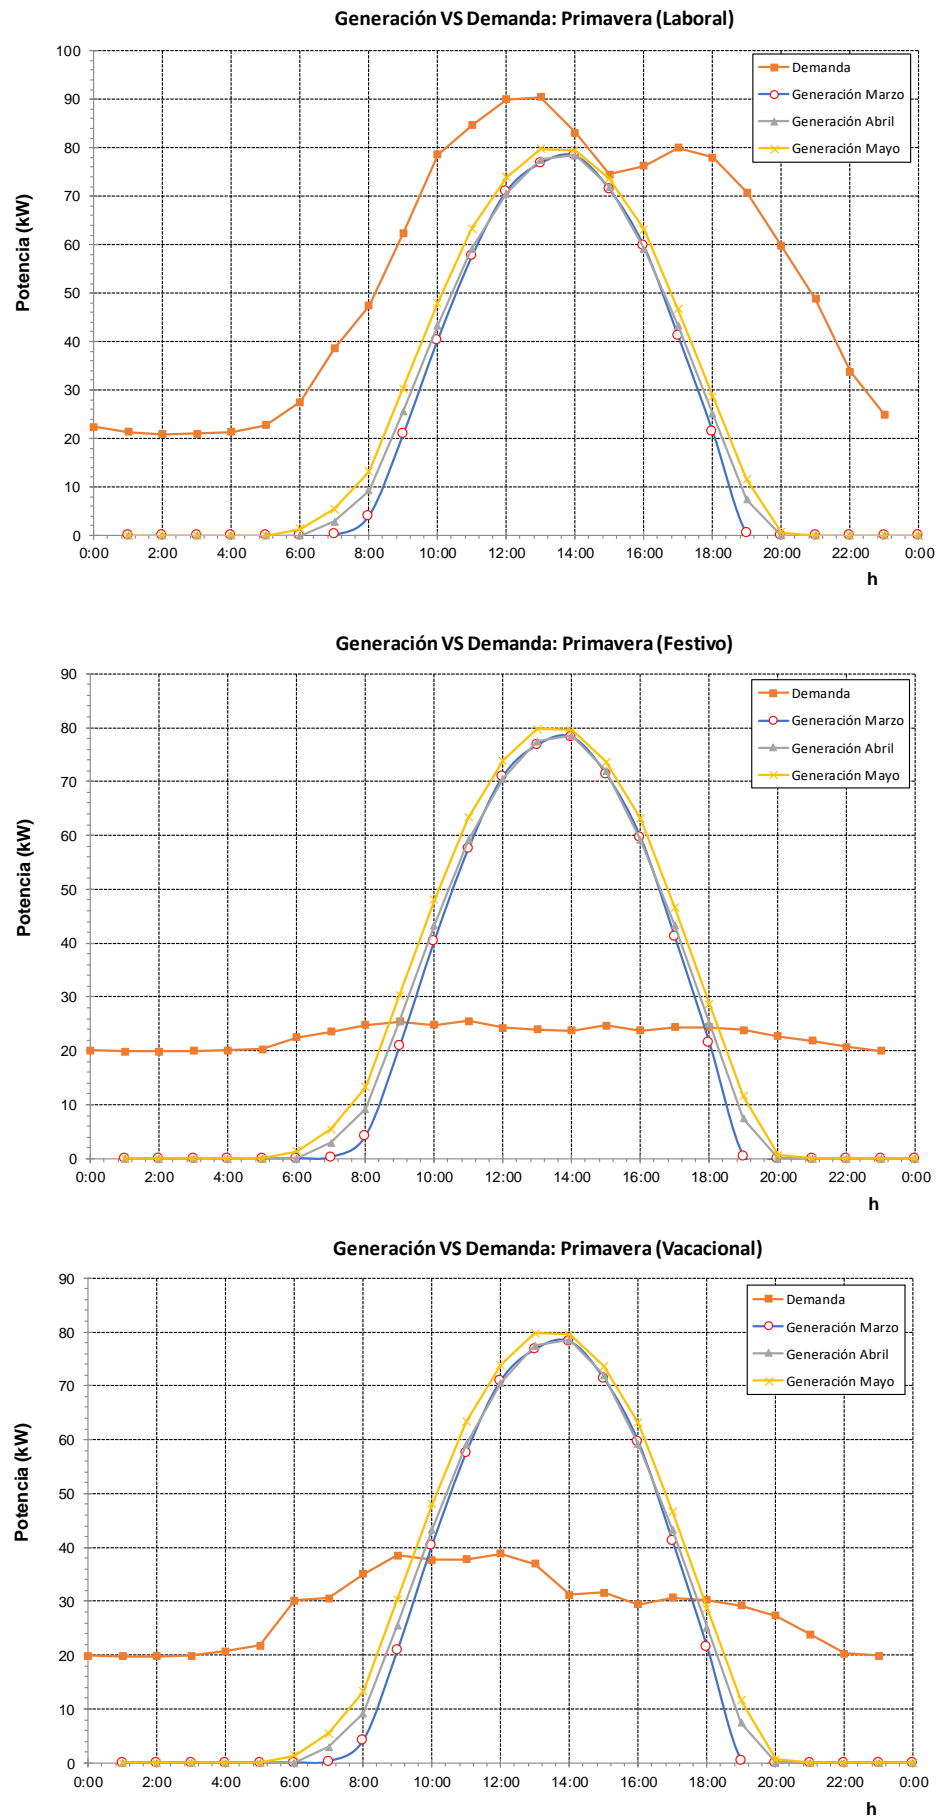 Generación VS Demanda: Primavera (Laboral)
100
90
80
70
60
50
40
30
20
10
0
Potencia (kW)
Demanda
Generación Marzo
Generación Abril
Generación Mayo
0:00 2:00 4:00 6:00 8:00 10:00 12:00 14:00 16:00 18:00 20:00 22:00 0:00
h
Generación VS Demanda: Primavera (Festivo)
90
80
70
60
50
40
30
20
10
0
Potencia (kW)
Demanda
Generación Marzo
Generación Abril
Generación Mayo
0:00 2:00 4:00 6:00 8:00 10:00 12:00 14:00 16:00 18:00 20:00 22:00 0:00
h
Generación VS Demanda: Primavera (Vacacional)
90
80
70
60
50
40
30
20
10
0
Potencia (kW)
Demanda
Generación Marzo
Generación Abril
Generación Mayo
0:00 2:00 4:00 6:00 8:00 10:00 12:00 14:00 16:00 18:00 20:00 22:00 0:00
h